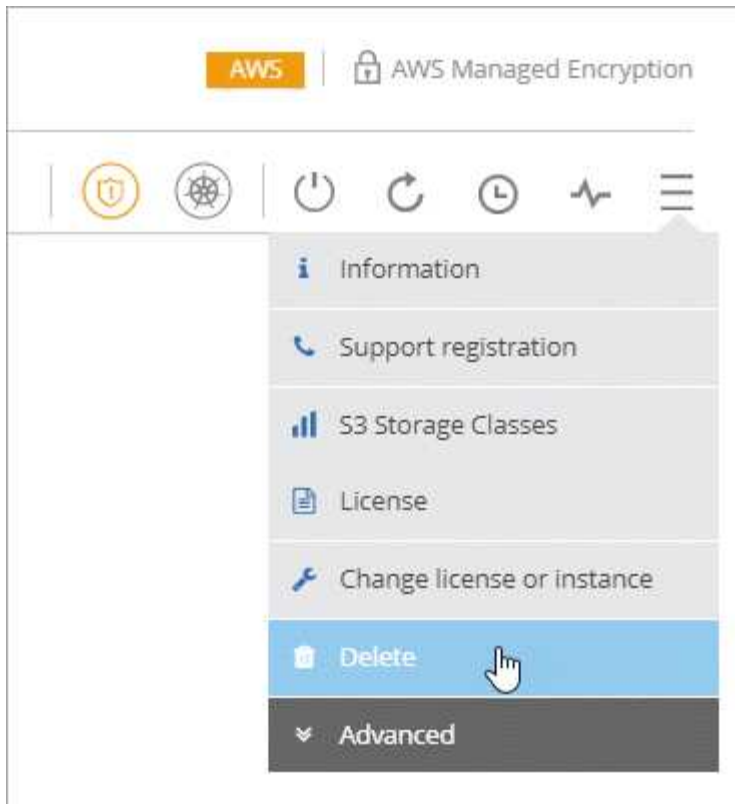 AWS
AWS Managed Encryption
Information
Support registration
S3 Storage Classes
License
Change license or instance
Delete
Advanced